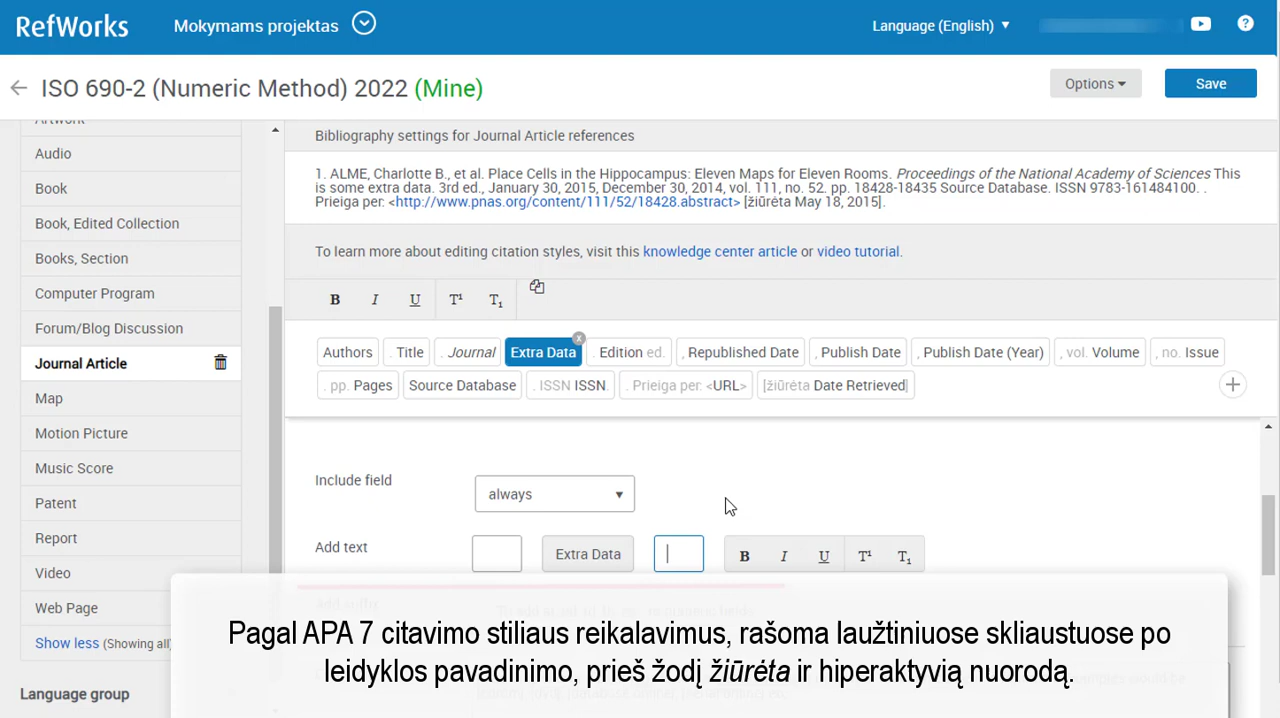 RefWorks
Mokymams projektas
Language (English)
ISO 690-2 (Numeric Method) 2022 (Mine)
Options
Save
Artwork
Audio
Book
Book, Edited Collection
Books, Section
Computer Program
Forum/Blog Discussion
Journal Article
Map
Motion Picture
Music Score
Patent
Report
Video
Web Page
Show less (Showing all)
Language group
Bibliography settings for Journal Article references
1. ALME, Charlotte B., et al. Place Cells in the Hippocampus: Eleven Maps for Eleven Rooms. Proceedings of the National Academy of Sciences This
is some extra data. 3rd ed., January 30, 2015, December 30, 2014, vol. 111, no. 52. pp. 18428-18435 Source Database. ISSN 9783-161484100. .
Prieiga per: <http://www.pnas.org/content/111/52/18428.abstract> [žiūrėta May 18, 2015].
To learn more about editing citation styles, visit this knowledge center article or video tutorial.
B I U T¹ T₁
Authors . Title . Journal Extra Data x . Edition ed. , Republished Date , Publish Date , Publish Date (Year) , vol. Volume , no. Issue
. pp. Pages Source Database . ISSN ISSN. . Prieiga per: <URL> [žiūrėta Date Retrieved]
Include field
always
Add text
Extra Data
B I U T¹ T₁
Pagal APA 7 citavimo stiliaus reikalavimus, rašoma laužtiniuose skliaustuose po
leidyklos pavadinimo, prieš žodį žiūrėta ir hiperaktyvią nuorodą.